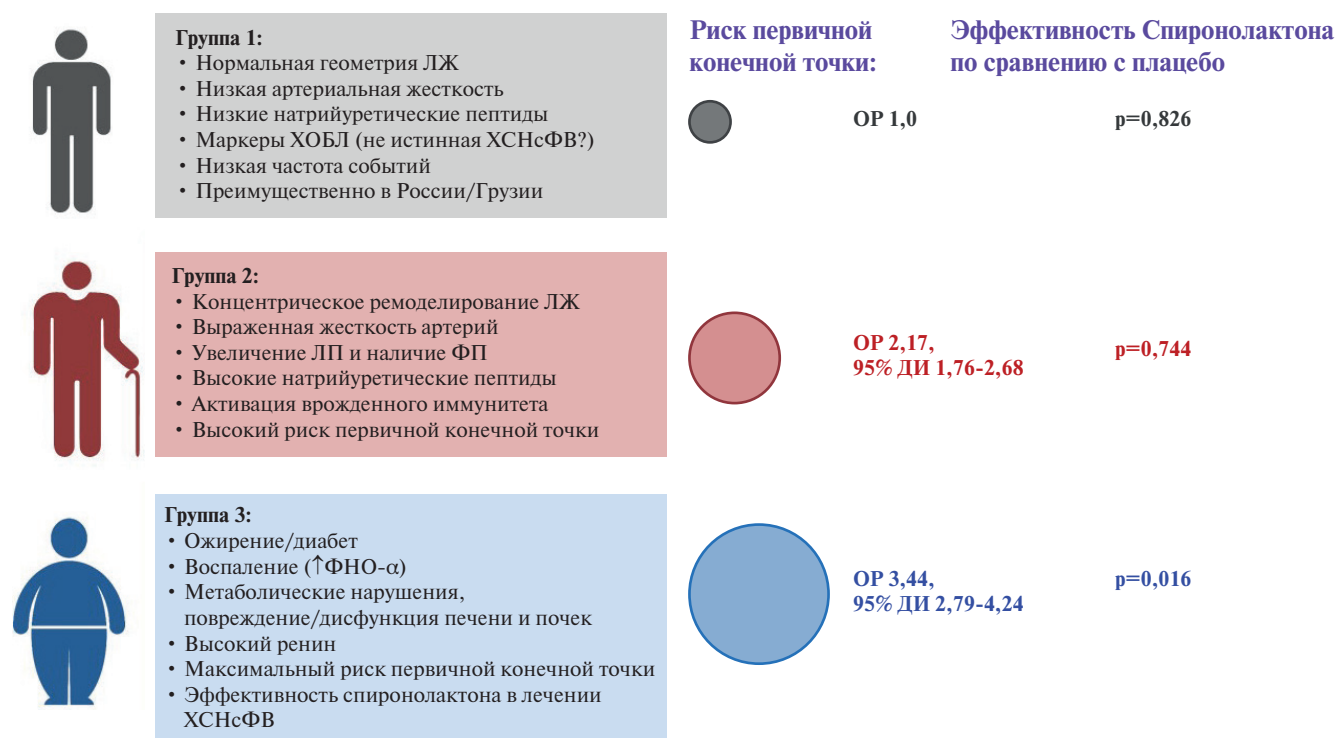 Риск первичной
конечной точки:
Эффективность Спиронолактона
по сравнению с плацебо
Группа 1:
• Нормальная геометрия ЛЖ
• Низкая артериальная жесткость
• Низкие натрийуретические пептиды
• Маркеры ХОБЛ (не истинная ХСНсФВ?)
• Низкая частота событий
• Преимущественно в России/Грузии
ОР 1,0
p=0,826
Группа 2:
• Концентрическое ремоделирование ЛЖ
• Выраженная жесткость артерий
• Увеличение ЛП и наличие ФП
• Высокие натрийуретические пептиды
• Активация врожденного иммунитета
• Высокий риск первичной конечной точки
ОР 2,17,
95% ДИ 1,76-2,68
p=0,744
Группа 3:
• Ожирение/диабет
• Воспаление (↑ФНО-α)
• Метаболические нарушения,
повреждение/дисфункция печени и почек
• Высокий ренин
• Максимальный риск первичной конечной точки
• Эффективность спиронолактона в лечении
ХСНсФВ
ОР 3,44,
95% ДИ 2,79-4,24
p=0,016